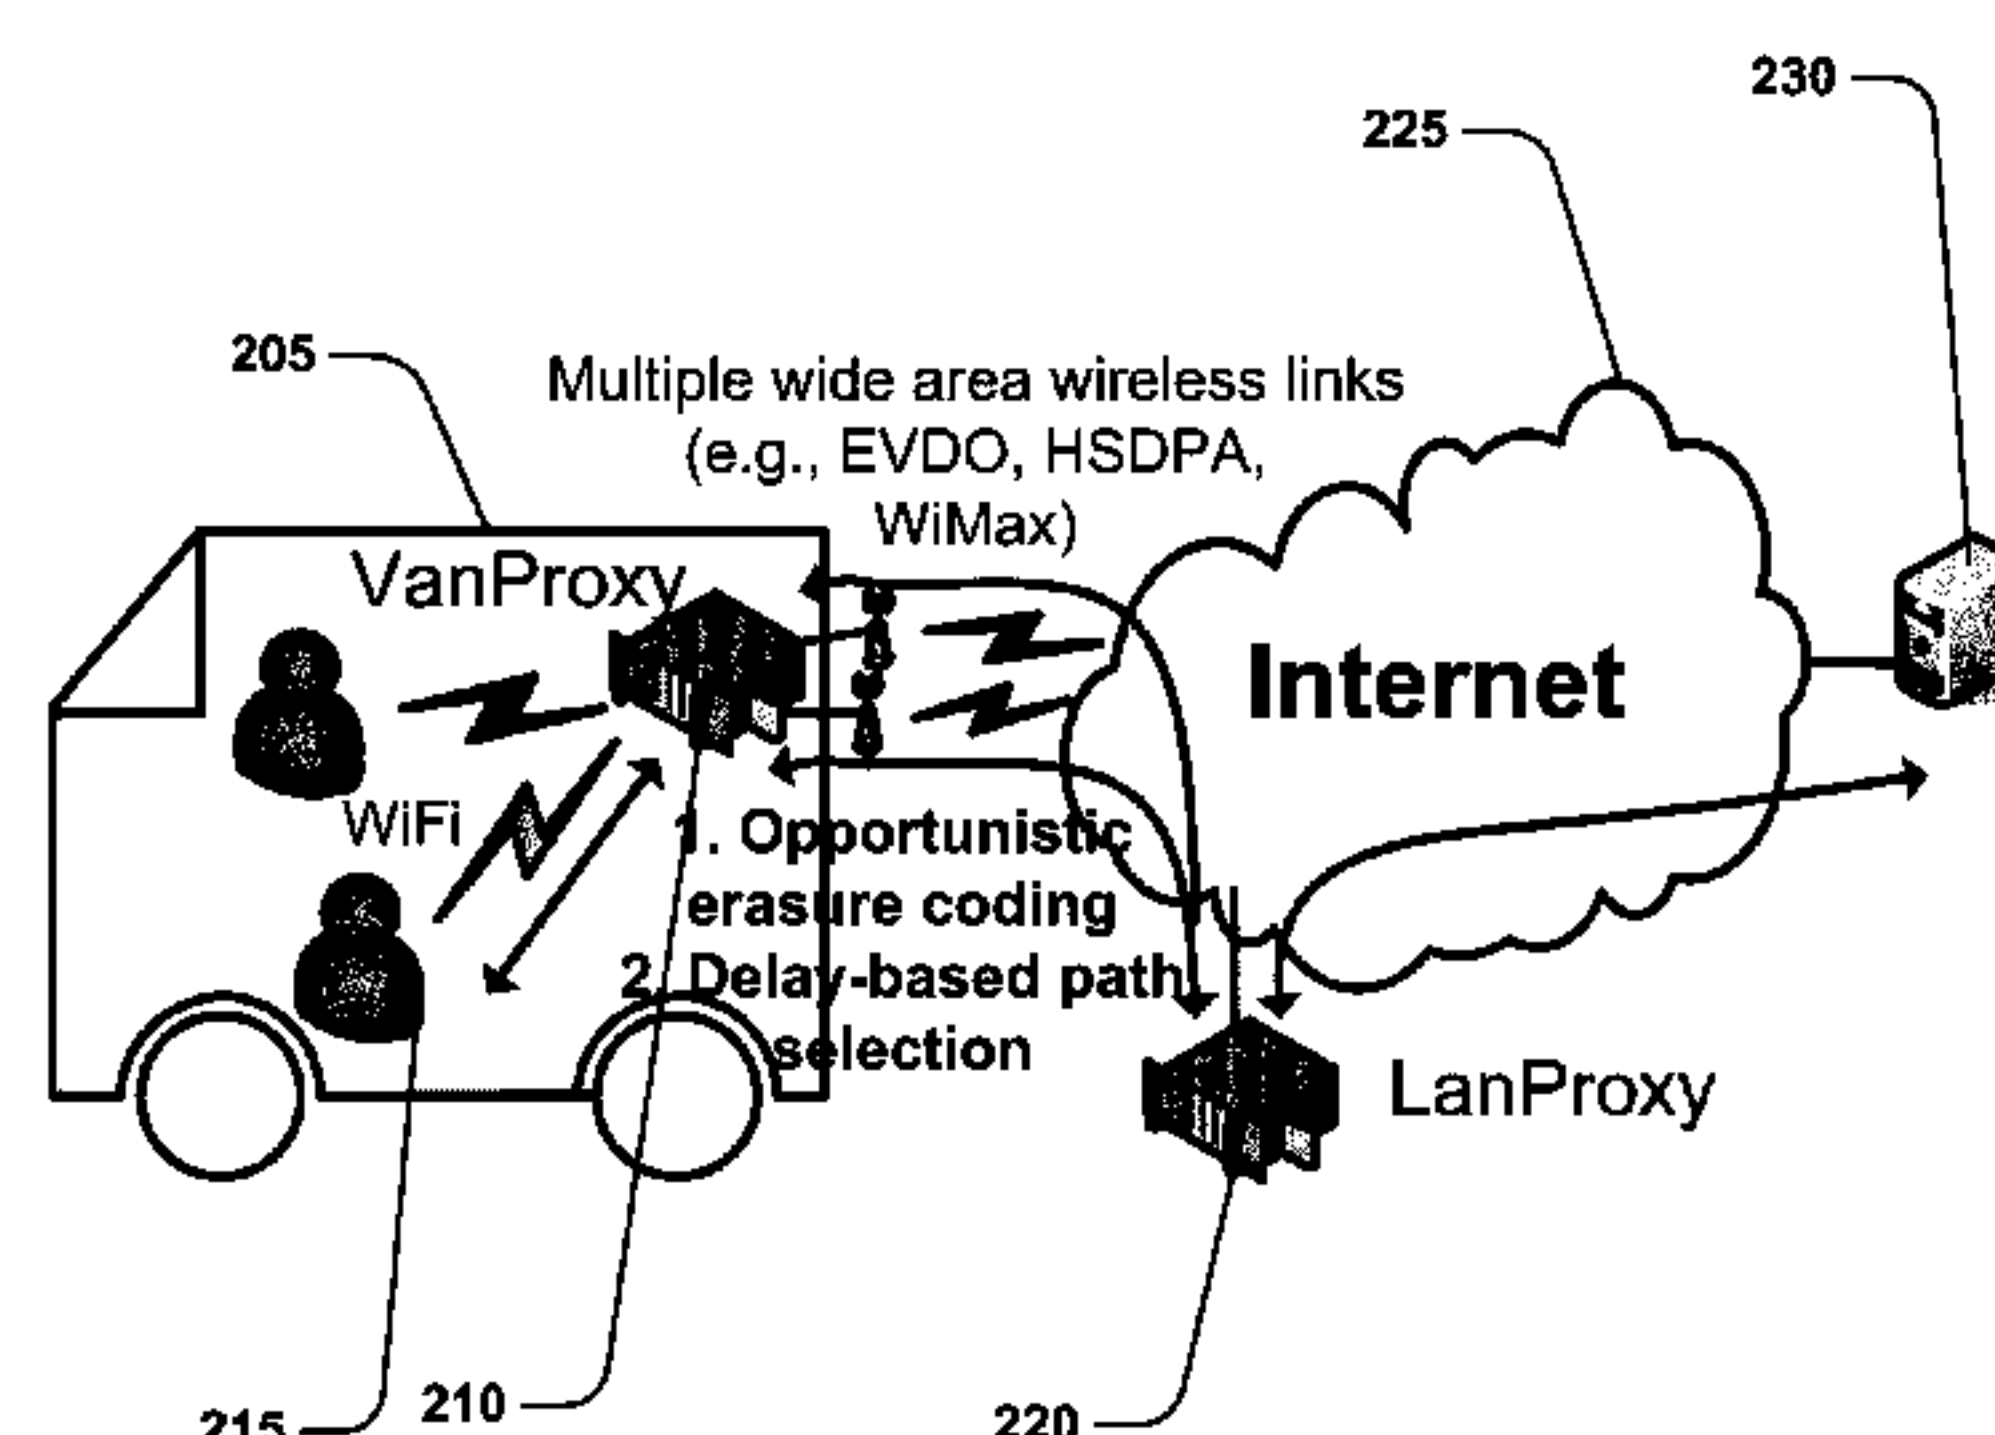 230
225
205
Multiple wide area wireless links
(e.g., EVDO, HSDPA,
WiMax)
VanProxy
Internet
WiFi
1. Opportunistic
erasure coding
2. Delay-based path
selection
LanProxy
210
215
220